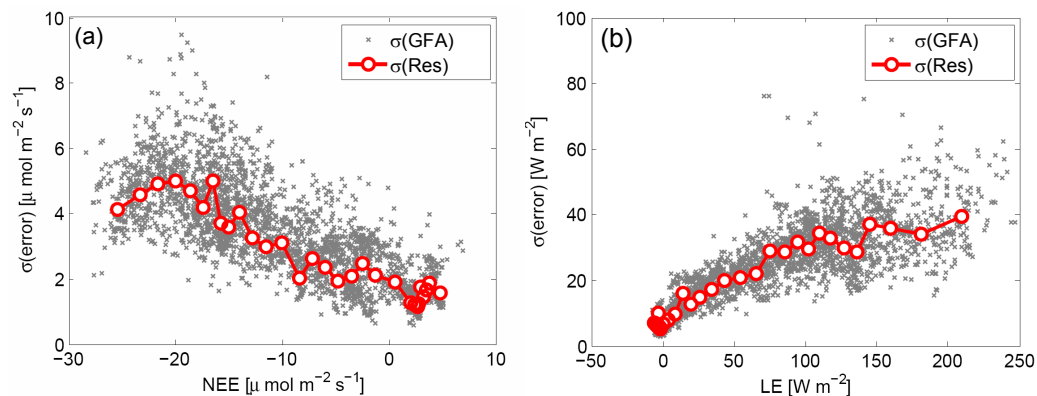 (a)
σ(GFA)
σ(Res)
10
8
6
4
2
0
σ(error) [μ mol m−2 s−1]
−30
−20
−10
0
10
NEE [μ mol m−2 s−1]
(b)
σ(GFA)
σ(Res)
100
80
60
40
20
0
σ(error) [W m−2]
−50
0
50
100
150
200
250
LE [W m−2]